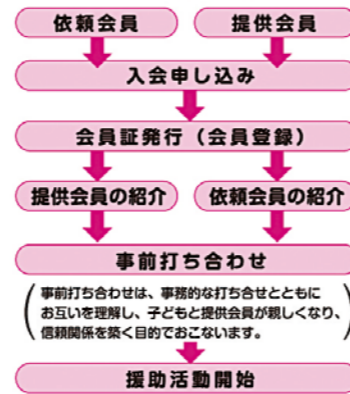 依頼会員 提供会員
入会申し込み
会員証発行（会員登録）
提供会員の紹介 依頼会員の紹介
事前打ち合わせ
事前打ち合わせは、事務的な打合せとともに
お互いを理解し、子どもと提供会員が親しくなり、
信頼関係を築く目的でおこないます。
援助活動開始